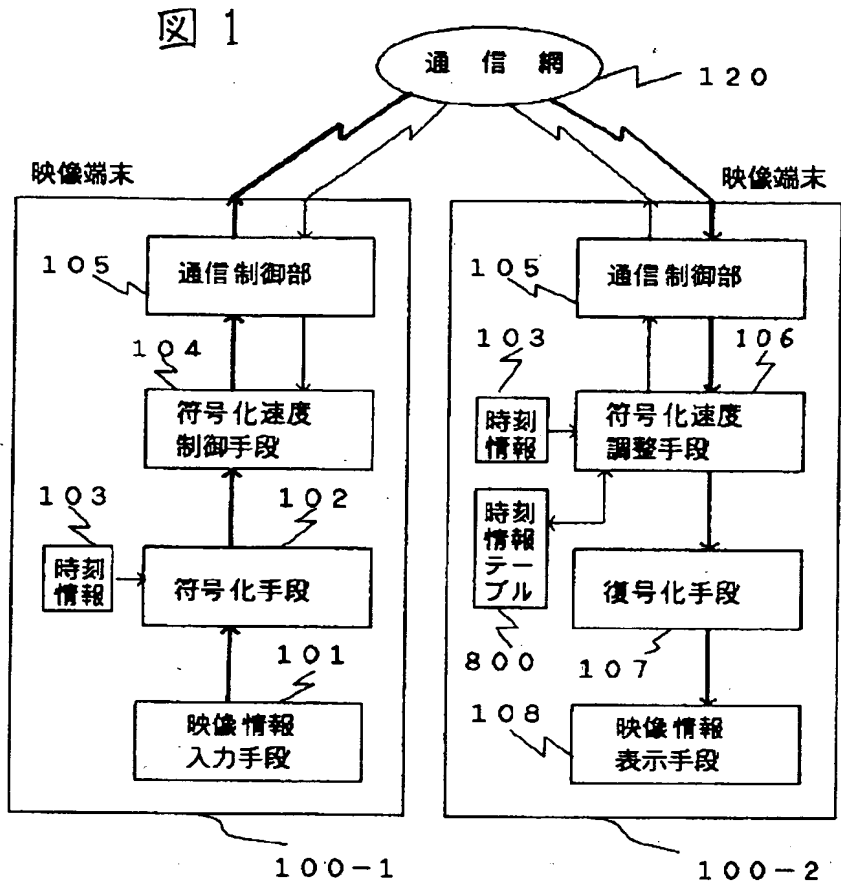 図 1
通 信 網
120
映像端末
105
通信制御部
104
符号化速度
制御手段
103
時刻
情報
102
符号化手段
101
映像情報
入力手段
100-1
映像端末
105
通信制御部
103
時刻
情報
106
符号化速度
調整手段
時刻
情報
テー
ブル
800
復号化手段
107
108
映像情報
表示手段
100-2